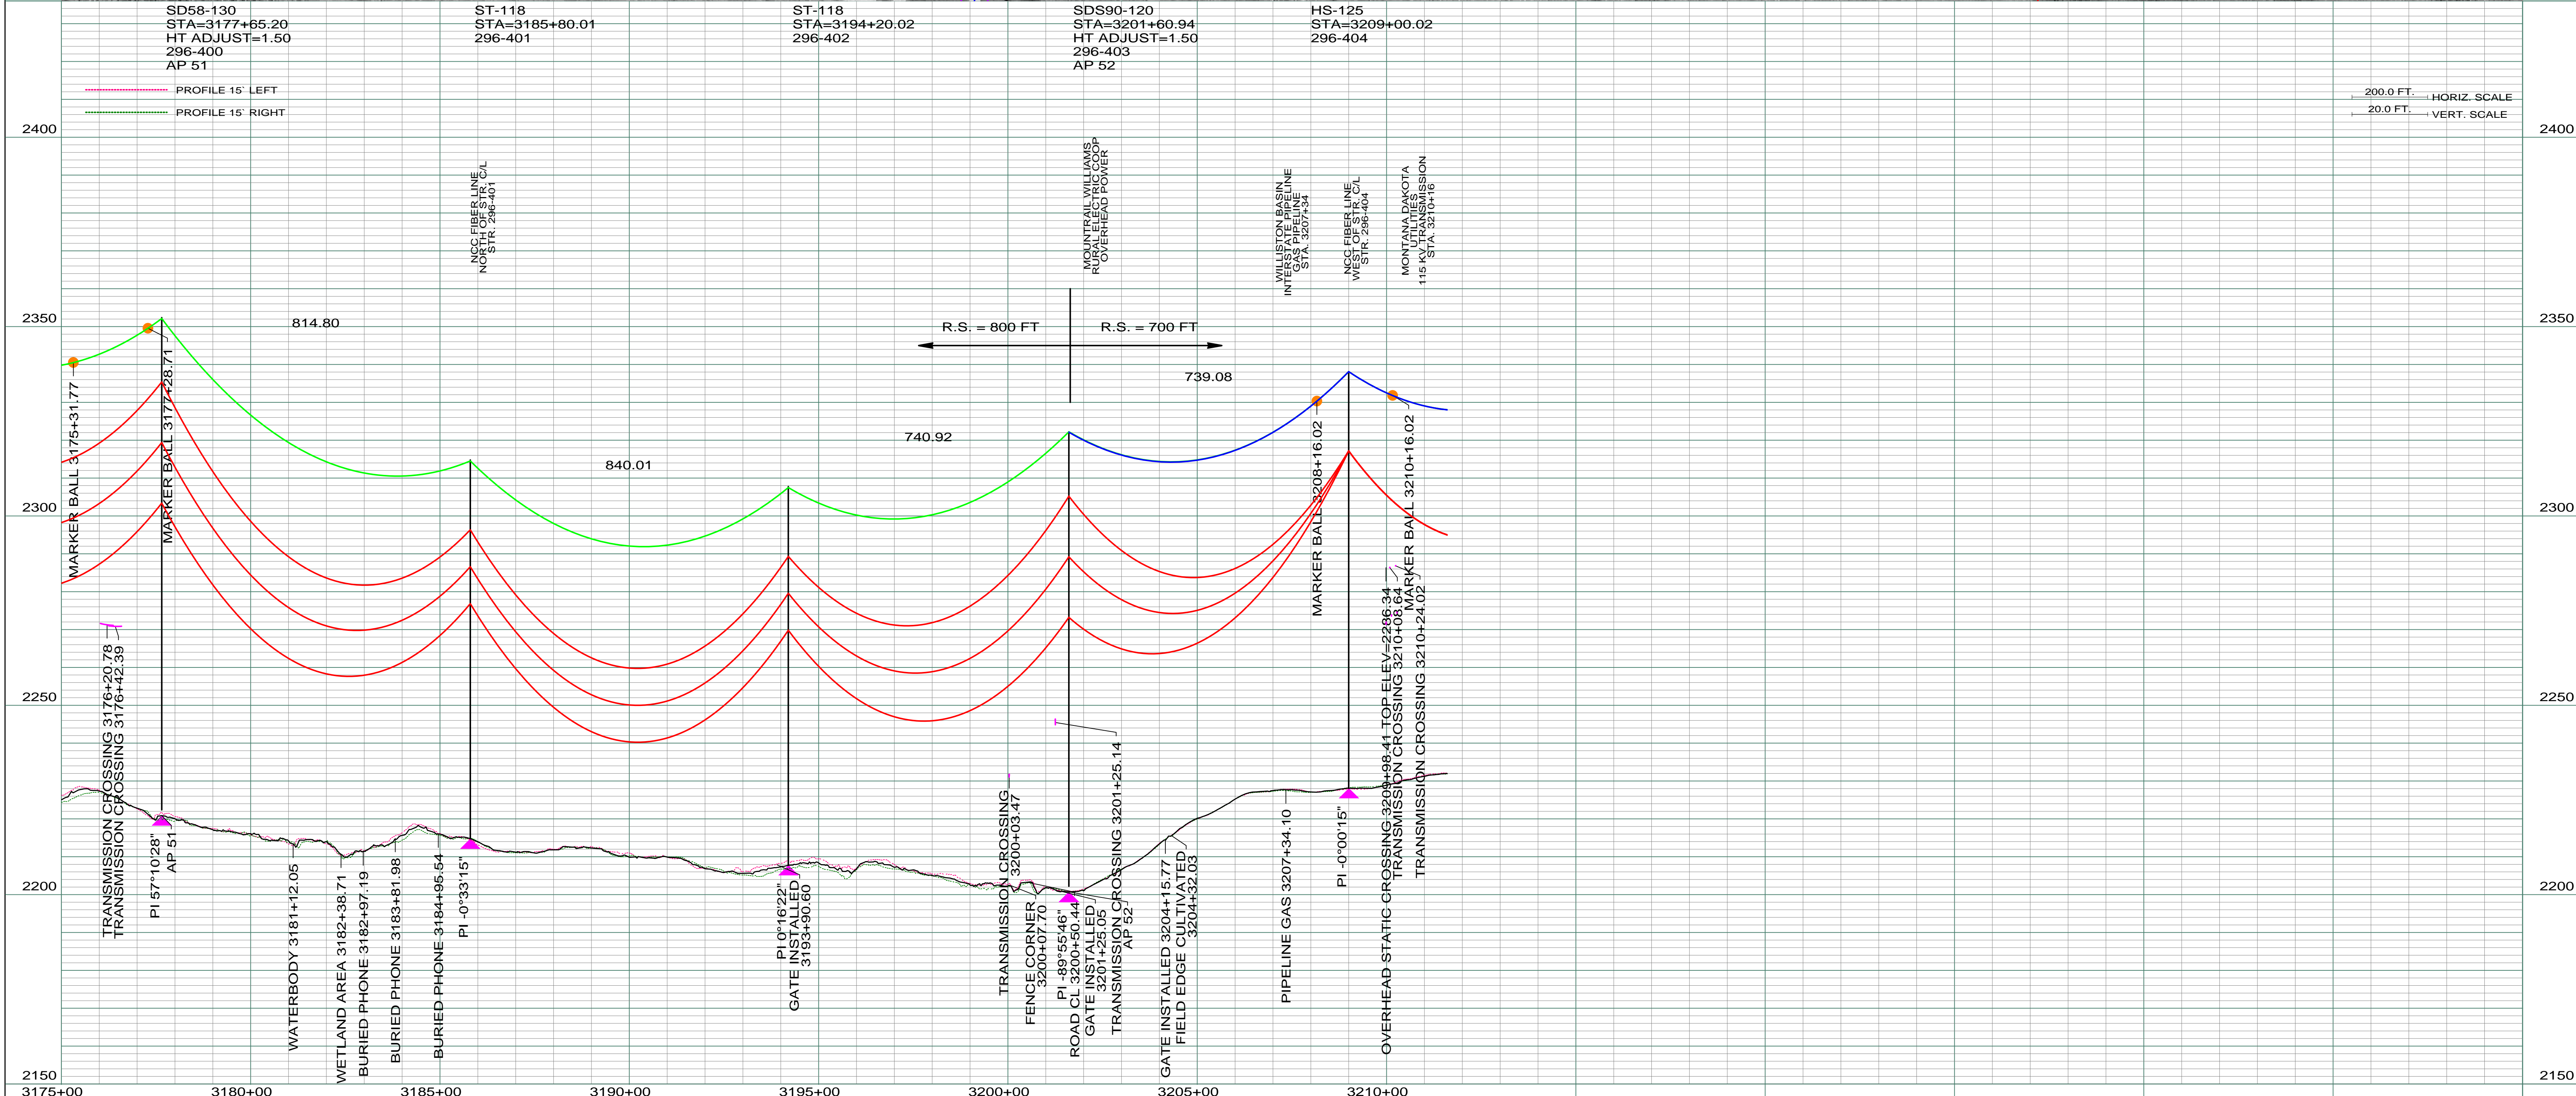 SD58-130
STA=3177+65.20
HT ADJUST=1.50
296-400
AP 51
ST-118
STA=3185+80.01
296-401
ST-118
STA=3194+20.02
296-402
SDS90-120
STA=3201+60.94
HT ADJUST=1.50
296-403
AP 52
HS-125
STA=3209+00.02
296-404
PROFILE 15` LEFT
PROFILE 15` RIGHT
200.0 FT. HORIZ. SCALE
20.0 FT. VERT. SCALE
2400
2400
NCC FIBER LINE
NORTH OF STR. C/L
STR. 296-401
MOUNTRAIL WILLIAMS
RURAL ELECTRIC COOP
OVERHEAD POWER
WILLISTON BASIN
INTERSTATE PIPELINE
GAS PIPELINE
STA. 3207+34
NCC FIBER LINE
WEST OF STR. C/L
STR. 296-404
MONTANA DAKOTA
UTILITIES
115 KV TRANSMISSION
STA. 3210+16
2350
2350
814.80
R.S. = 800 FT
R.S. = 700 FT
739.08
740.92
840.01
MARKER BALL 3175+31.77
MARKER BALL 3177+28.71
MARKER BALL 3208+16.02
MARKER BALL 3210+16.02
2300
2300
2250
2250
TRANSMISSION CROSSING 3176+20.78
TRANSMISSION CROSSING 3176+42.39
PI 57°10'28"
AP 51
WATERBODY 3181+12.05
WETLAND AREA 3182+38.71
BURIED PHONE 3182+97.19
BURIED PHONE 3183+81.98
BURIED PHONE 3184+95.54
PI -0°33'15"
PI 0°16'22"
GATE INSTALLED
3193+90.60
TRANSMISSION CROSSING
3200+03.47
FENCE CORNER
3200+07.70
PI -89°55'46"
ROAD CL 3200+50.44
GATE INSTALLED
3201+25.05
TRANSMISSION CROSSING 3201+25.14
AP 52
GATE INSTALLED 3204+15.77
FIELD EDGE CULTIVATED
3204+32.03
PIPELINE GAS 3207+34.10
PI -0°00'15"
OVERHEAD STATIC CROSSING 3209+98.41 TOP ELEV=2286.34
TRANSMISSION CROSSING 3210+08.64
TRANSMISSION CROSSING 3210+24.02
2200
2200
2150
2150
3175+00
3180+00
3185+00
3190+00
3195+00
3200+00
3205+00
3210+00